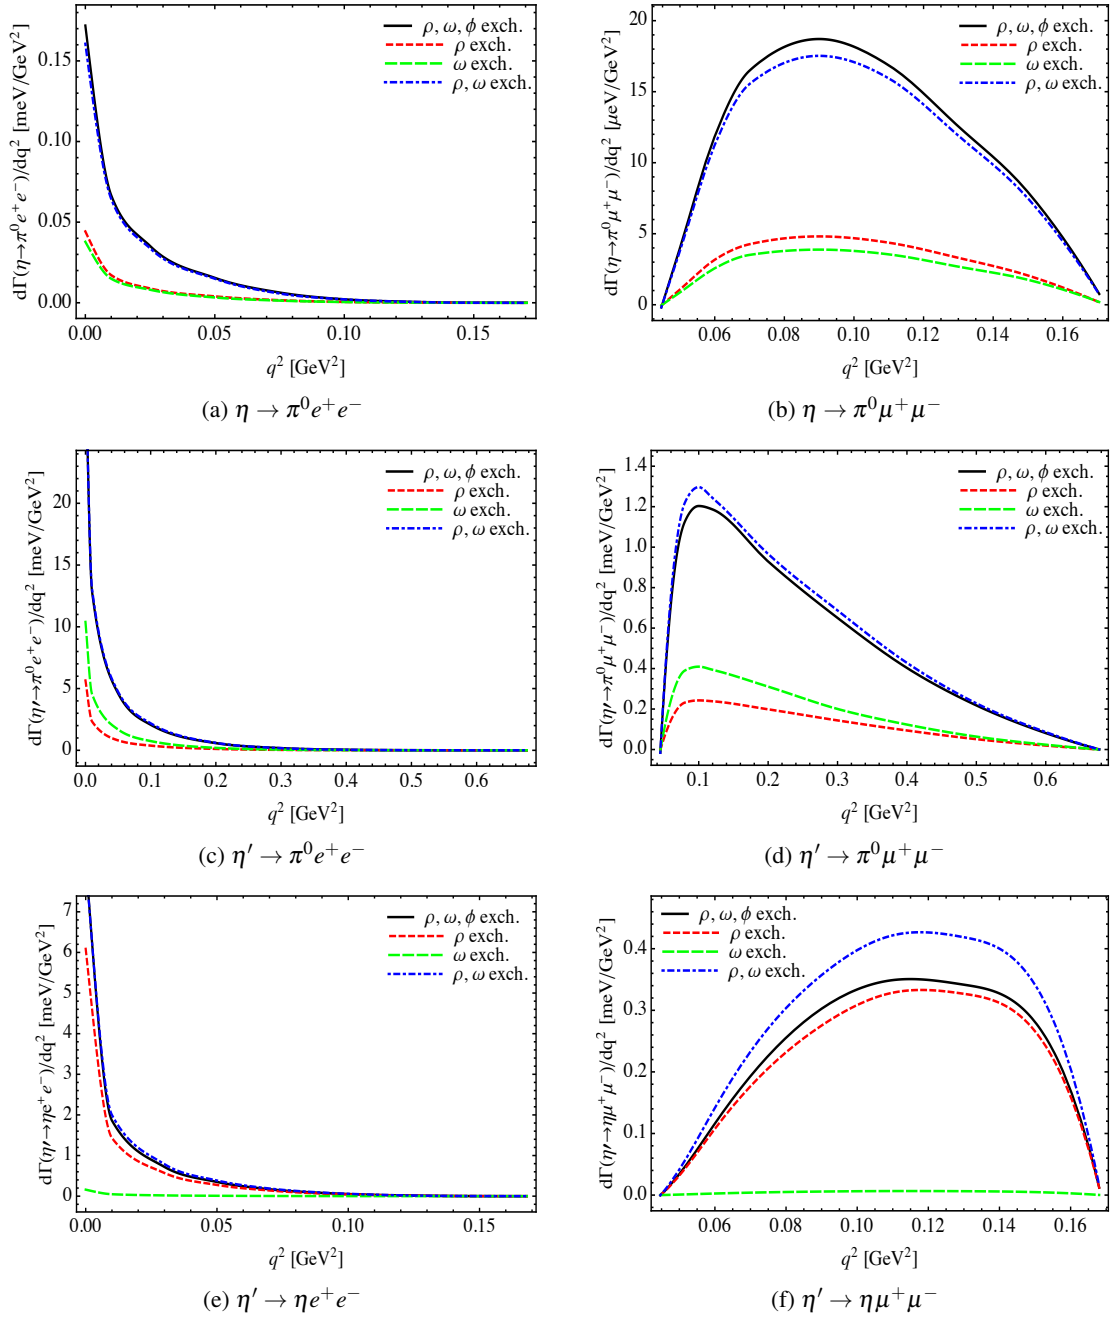 dΓ(η→π⁰e⁺e⁻)/dq² [meV/GeV²]
0.15
0.10
0.05
0.00
ρ, ω, ϕ exch.
ρ exch.
ω exch.
ρ, ω exch.
0.00 0.05 0.10 0.15
q² [GeV²]
(a) η → π⁰e⁺e⁻
dΓ(η→π⁰μ⁺μ⁻)/dq² [μeV/GeV²]
20
15
10
5
0
ρ, ω, ϕ exch.
ρ exch.
ω exch.
ρ, ω exch.
0.06 0.08 0.10 0.12 0.14 0.16
q² [GeV²]
(b) η → π⁰μ⁺μ⁻
dΓ(η′→π⁰e⁺e⁻)/dq² [meV/GeV²]
20
15
10
5
0
ρ, ω, ϕ exch.
ρ exch.
ω exch.
ρ, ω exch.
0.0 0.1 0.2 0.3 0.4 0.5 0.6
q² [GeV²]
(c) η′ → π⁰e⁺e⁻
dΓ(η′→π⁰μ⁺μ⁻)/dq² [meV/GeV²]
1.4
1.2
1.0
0.8
0.6
0.4
0.2
0.0
ρ, ω, ϕ exch.
ρ exch.
ω exch.
ρ, ω exch.
0.1 0.2 0.3 0.4 0.5 0.6
q² [GeV²]
(d) η′ → π⁰μ⁺μ⁻
dΓ(η′→ηe⁺e⁻)/dq² [meV/GeV²]
7
6
5
4
3
2
1
0
ρ, ω, ϕ exch.
ρ exch.
ω exch.
ρ, ω exch.
0.00 0.05 0.10 0.15
q² [GeV²]
(e) η′ → ηe⁺e⁻
dΓ(η′→ημ⁺μ⁻)/dq² [meV/GeV²]
0.4
0.3
0.2
0.1
0.0
ρ, ω, ϕ exch.
ρ exch.
ω exch.
ρ, ω exch.
0.06 0.08 0.10 0.12 0.14 0.16
q² [GeV²]
(f) η′ → ημ⁺μ⁻